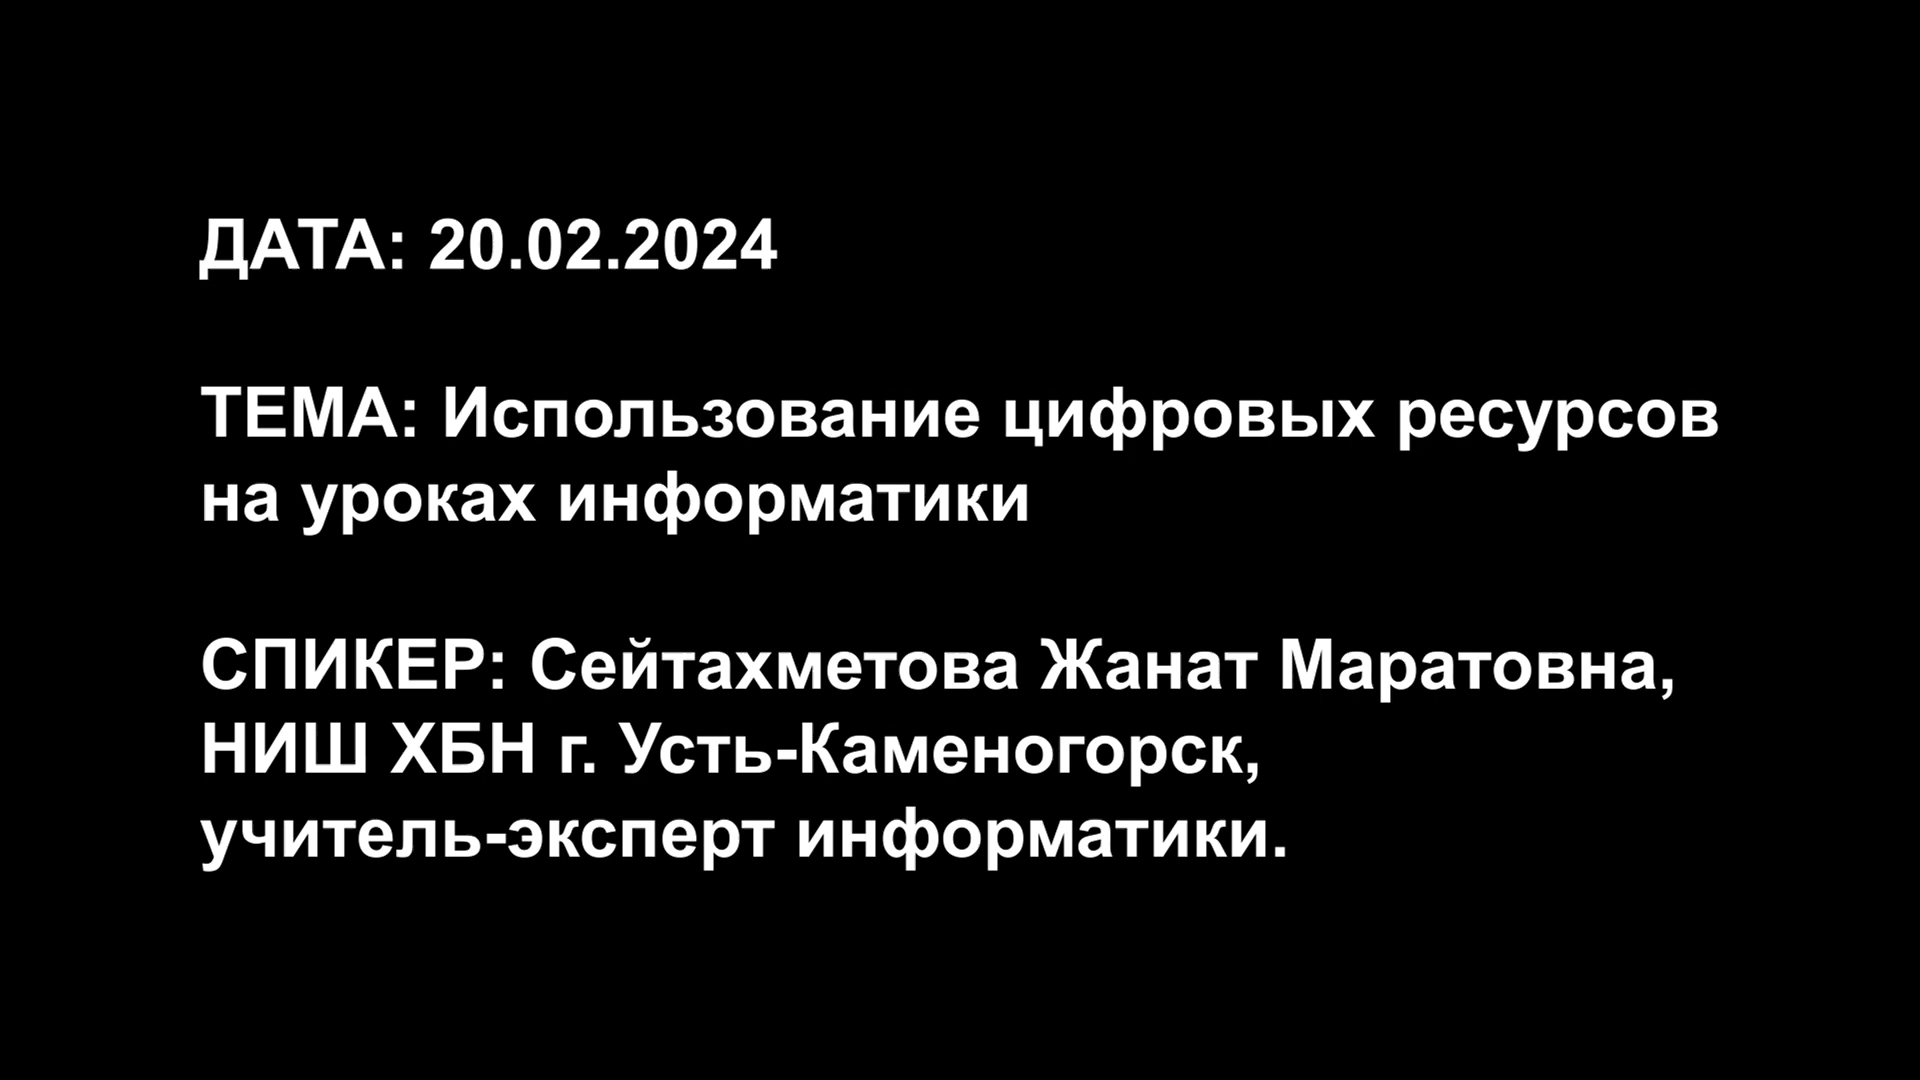 ДАТА: 20.02.2024
ТЕМА: Использование цифровых ресурсов
на уроках информатики
СПИКЕР: Сейтахметова Жанат Маратовна,
НИШ ХБН г. Усть-Каменогорск,
учитель-эксперт информатики.